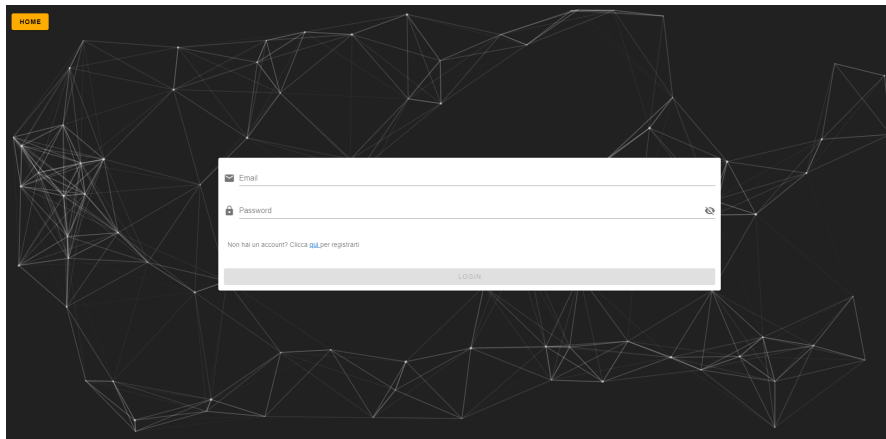 HOME
Email
Password
Non hai un account? Clicca qui per registrarti
LOGIN